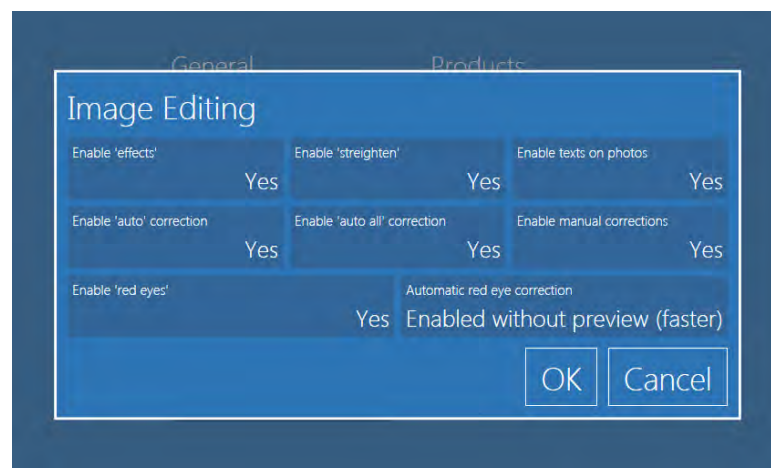 General Products
Image Editing
Enable 'effects' Enable 'streighten' Enable texts on photos
Yes Yes Yes
Enable 'auto' correction Enable 'auto all' correction Enable manual corrections
Yes Yes Yes
Enable 'red eyes' Automatic red eye correction
Yes Enabled without preview (faster)
OK Cancel